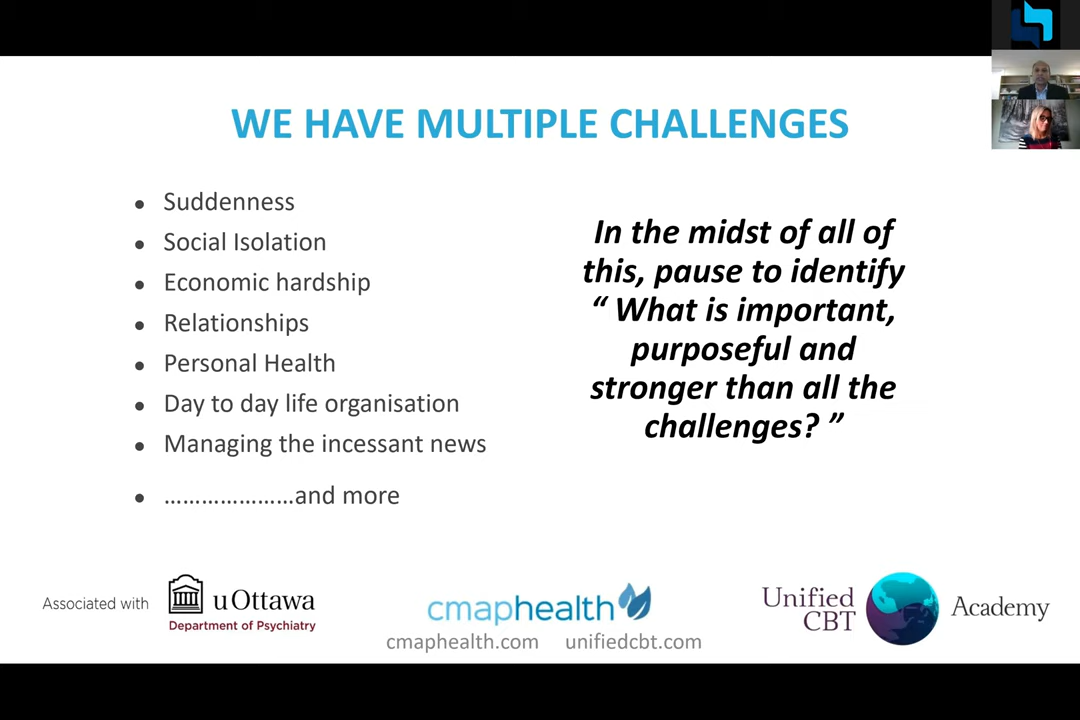 WE HAVE MULTIPLE CHALLENGES
● Suddenness
● Social Isolation
● Economic hardship
● Relationships
● Personal Health
● Day to day life organisation
● Managing the incessant news
● …………………and more
In the midst of all of
this, pause to identify
“ What is important,
purposeful and
stronger than all the
challenges? ”
Associated with
uOttawa
Department of Psychiatry
cmaphealth
cmaphealth.com unifiedcbt.com
Unified
CBT
Academy